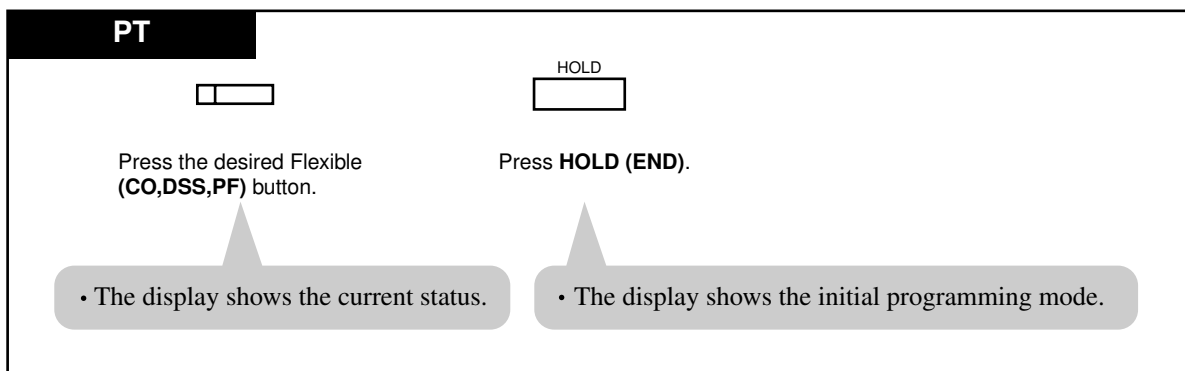 PT
HOLD
Press the desired Flexible
(CO,DSS,PF) button.
Press HOLD (END).
• The display shows the current status.
• The display shows the initial programming mode.